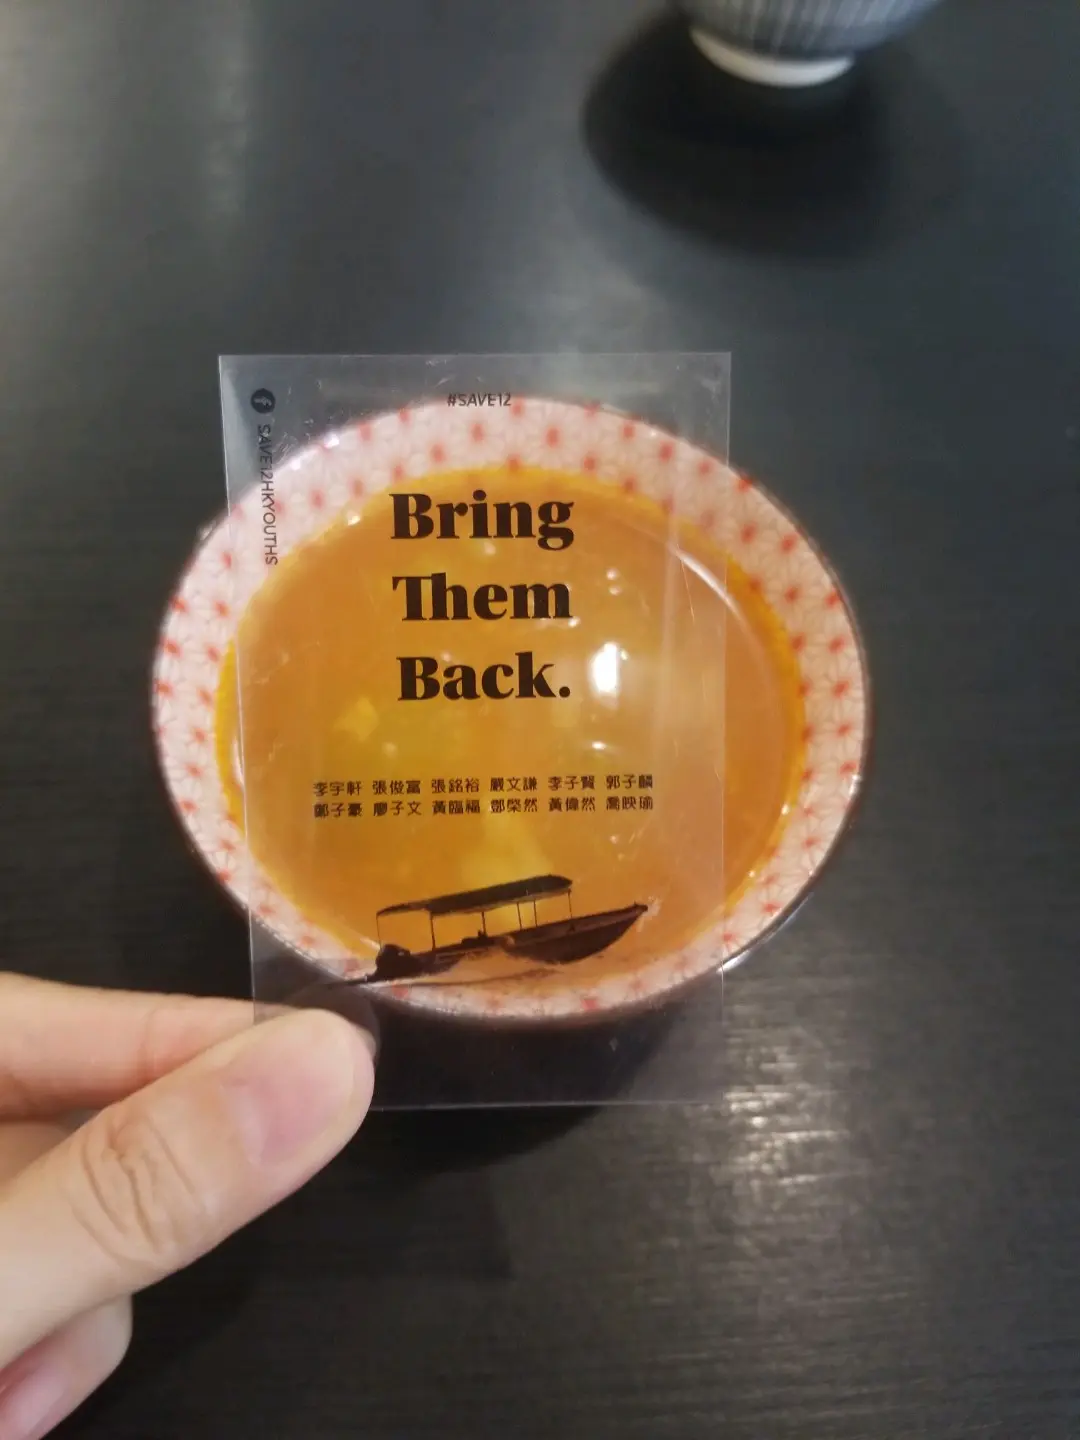 #SAVE12
SAVE12HKYOUTHS
Bring
Them
Back.
李宇軒 張俊富 張銘裕 嚴文謙 李子賢 郭子麟
鄭子豪 廖子文 黃臨福 鄧棨然 黃偉然 喬映瑜